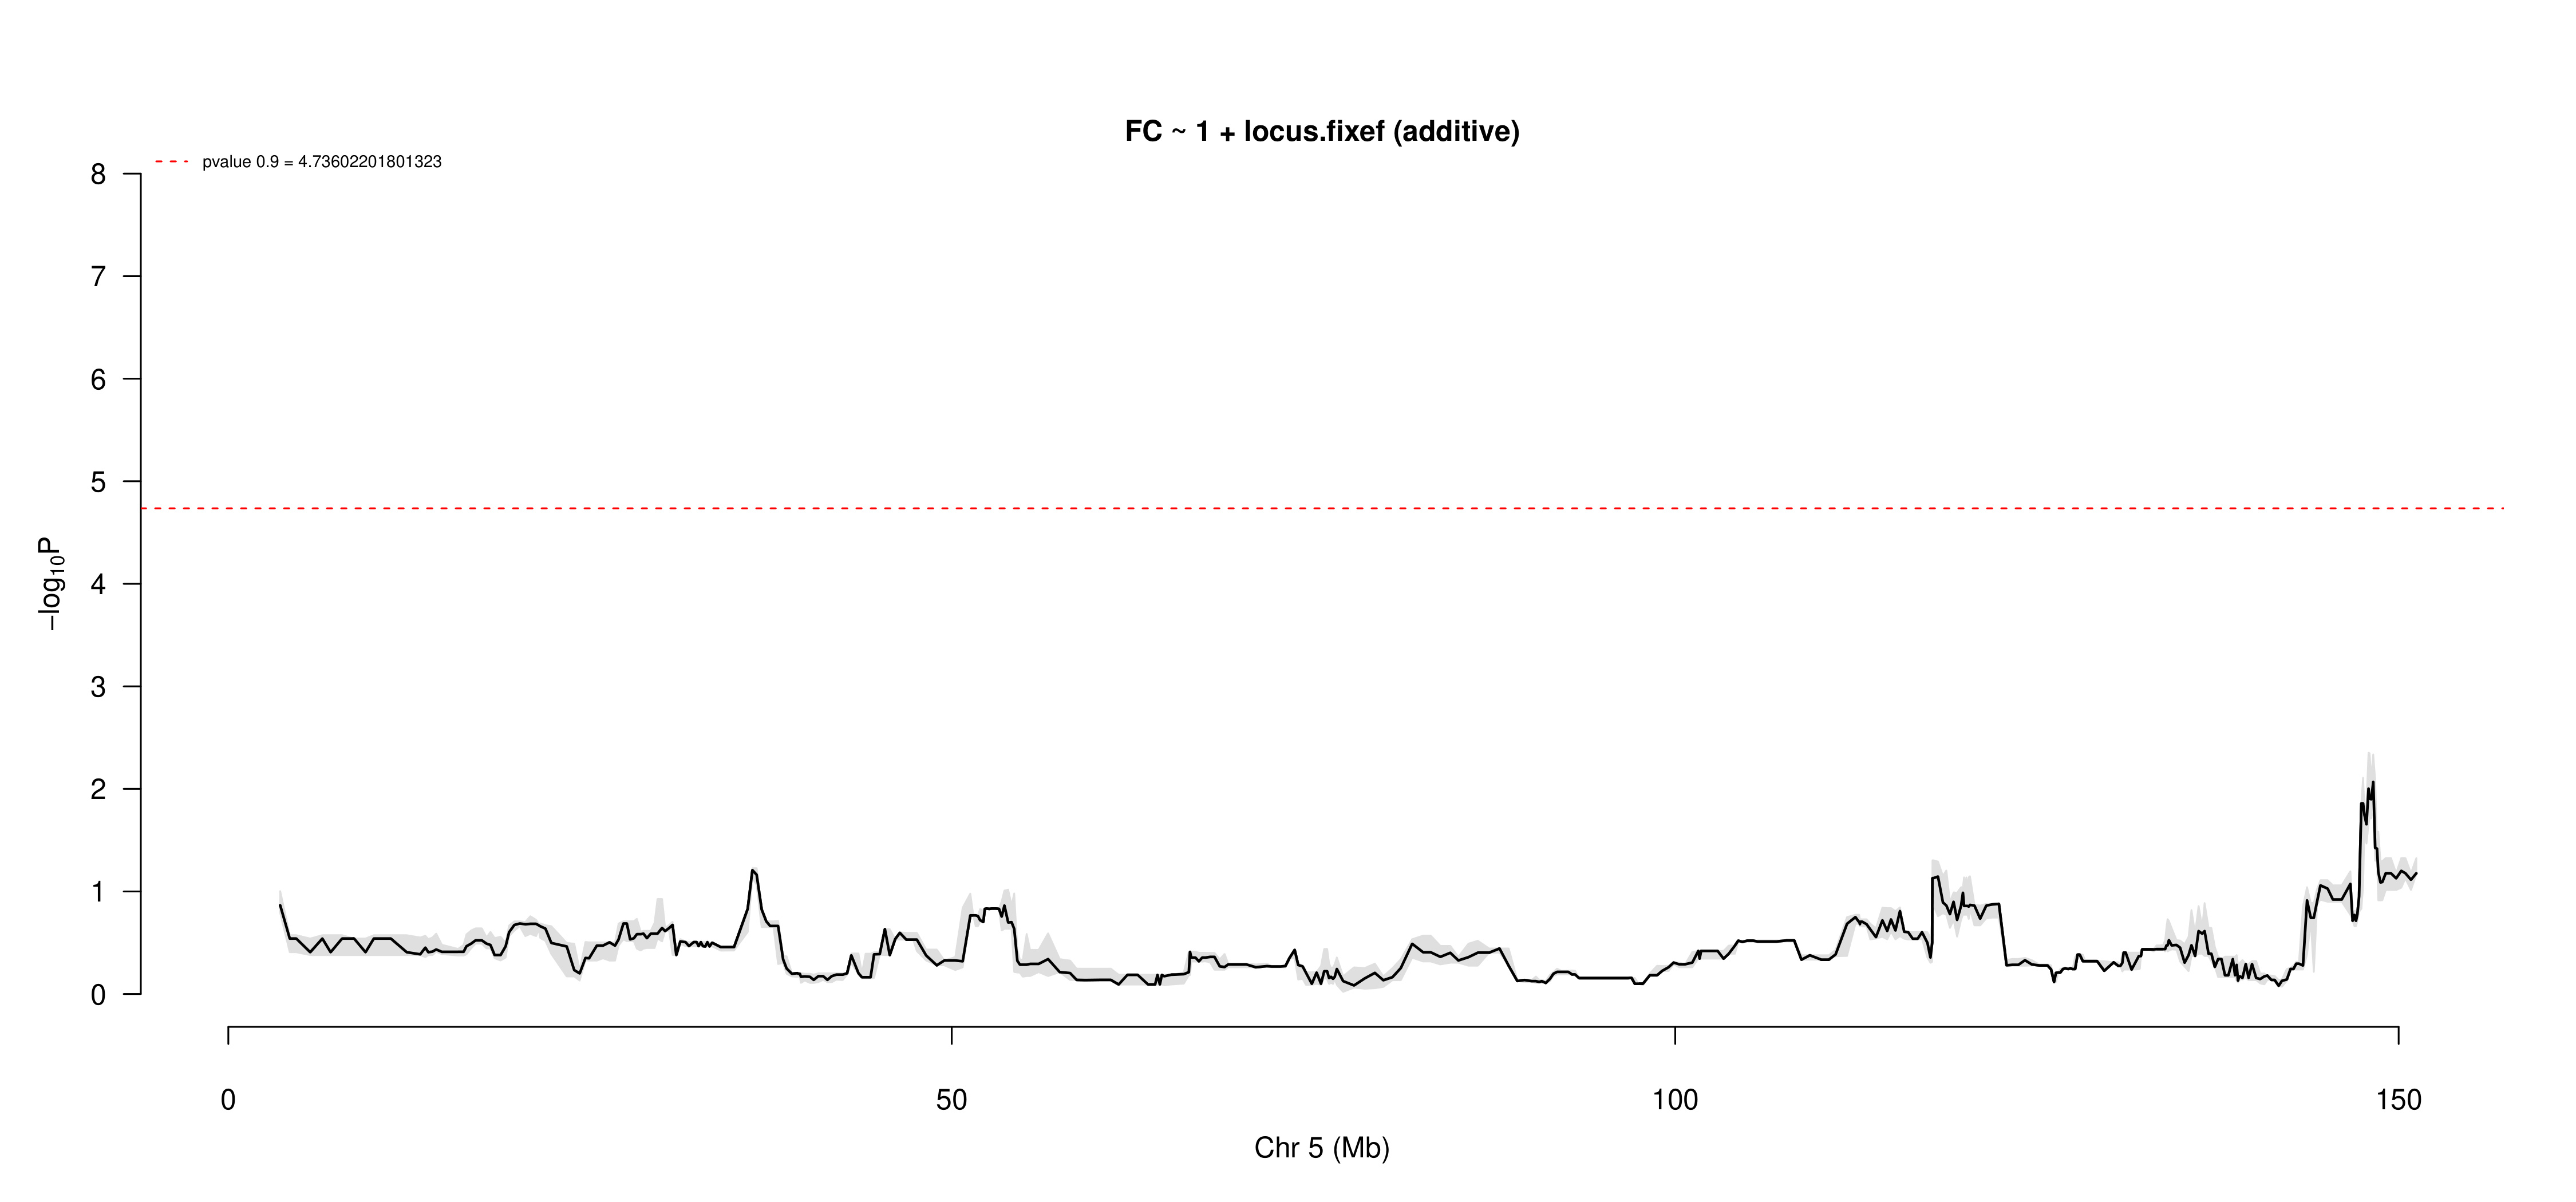 FC ~ 1 + locus.fixef (additive)
pvalue 0.9 = 4.73602201801323
8
7
6
5
4
3
2
1
0
−log₁₀P
0 50 100 150
Chr 5 (Mb)